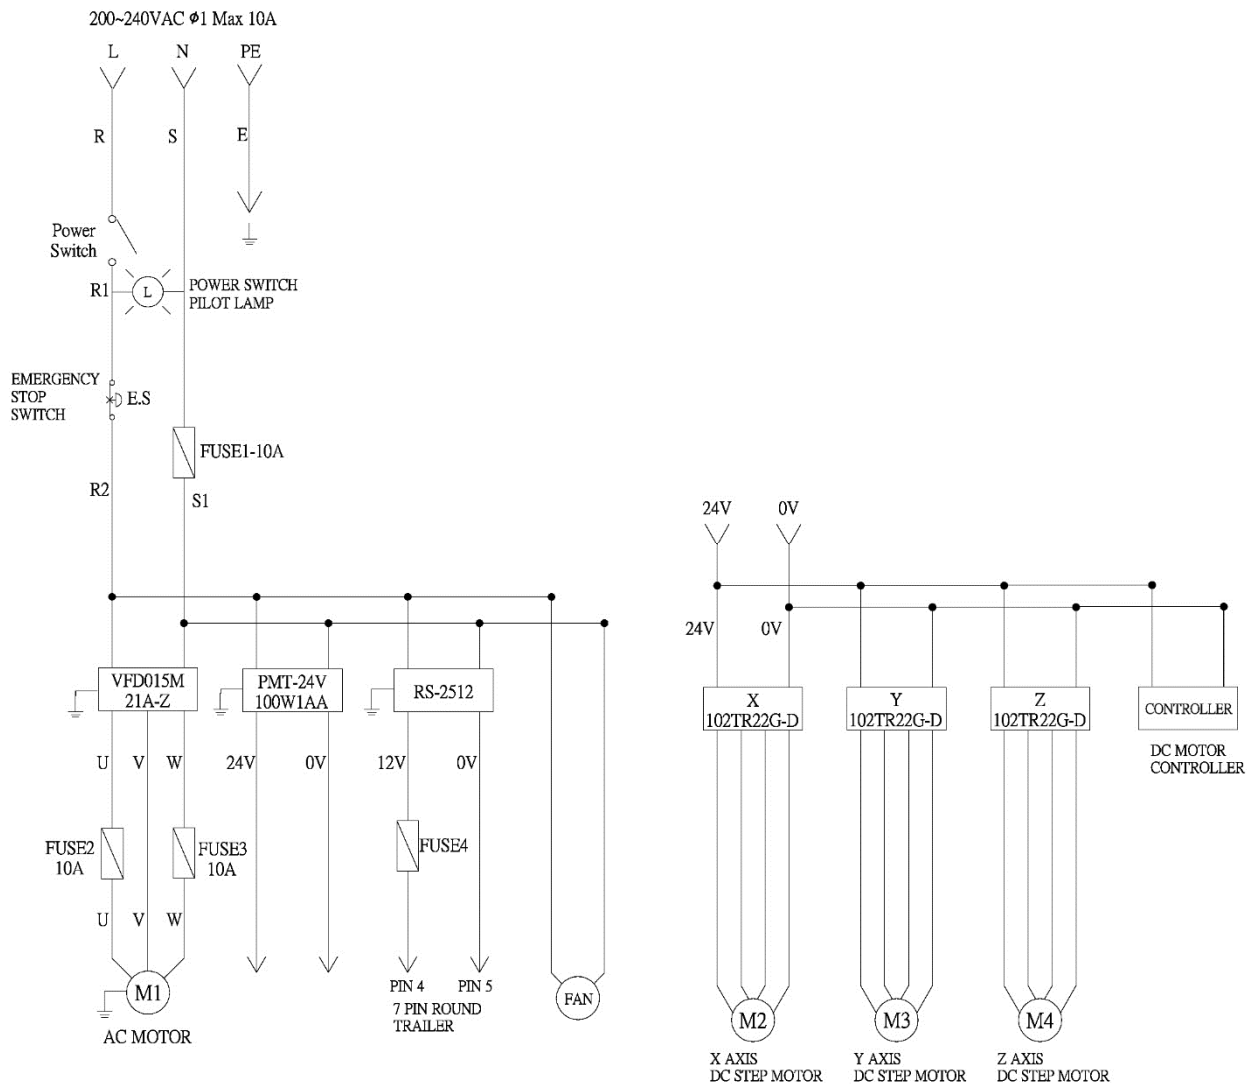 200~240VAC ϕ1 Max 10A
L N PE
R S E
Power
Switch
R1
L
POWER SWITCH
PILOT LAMP
EMERGENCY
STOP
SWITCH
E.S
FUSE1-10A
R2
S1
VFD015M
21A-Z
PMT-24V
100W1AA
RS-2512
U V W 24V 0V 12V 0V
FUSE2
10A
FUSE3
10A
FUSE4
U V W
M1
AC MOTOR
PIN 4 PIN 5
7 PIN ROUND
TRAILER
FAN
24V 0V
24V 0V
X
102TR22G-D
Y
102TR22G-D
Z
102TR22G-D
CONTROLLER
DC MOTOR
CONTROLLER
M2
M3
M4
X AXIS
DC STEP MOTOR
Y AXIS
DC STEP MOTOR
Z AXIS
DC STEP MOTOR